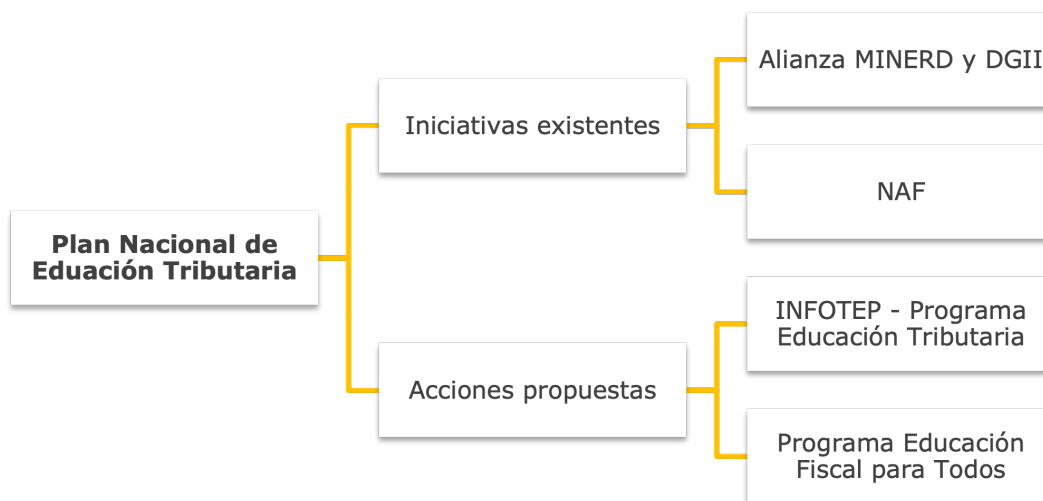 Plan Nacional de
Eduación Tributaria
Iniciativas existentes
Alianza MINERD y DGII
NAF
Acciones propuestas
INFOTEP - Programa
Educación Tributaria
Programa Educación
Fiscal para Todos